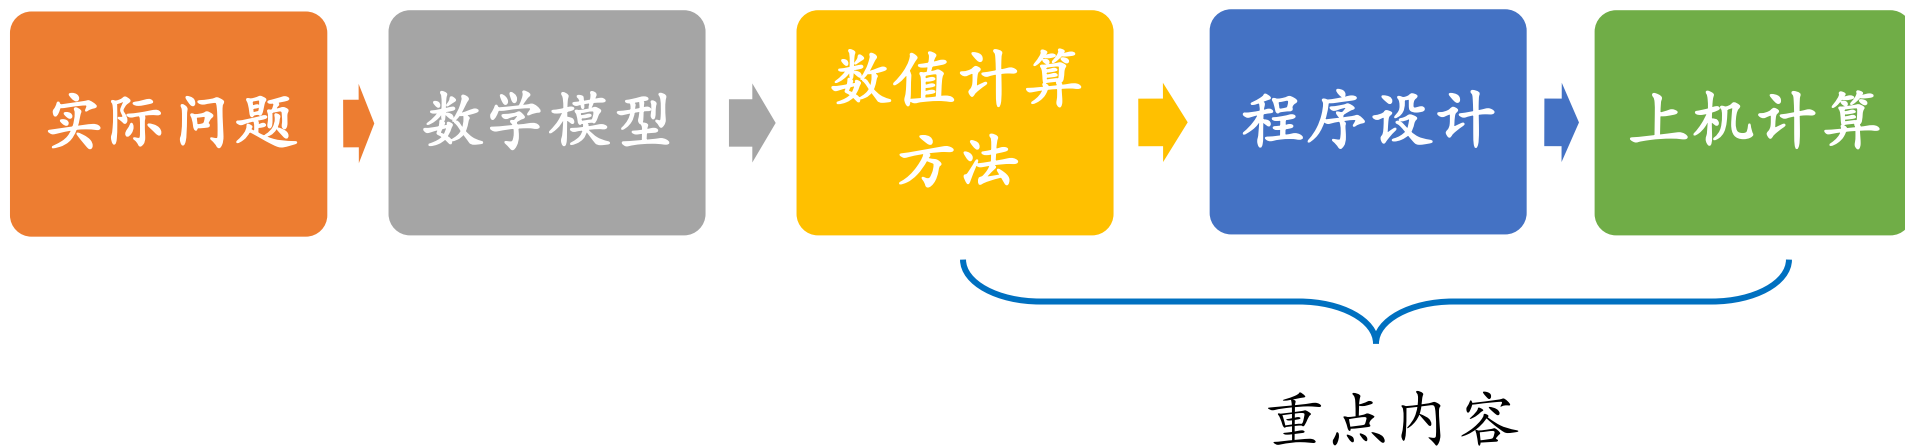 实际问题
数学模型
数值计算
方法
程序设计
上机计算
重点内容